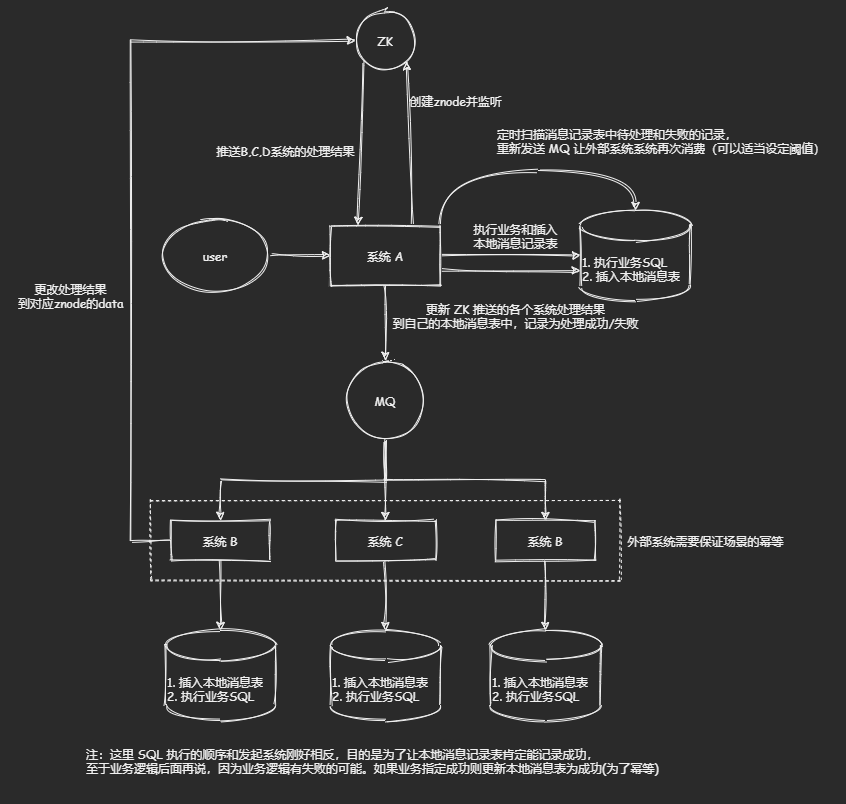 ZK
创建znode并监听
定时扫描消息记录表中待处理和失败的记录，
重新发送 MQ 让外部系统系统再次消费（可以适当设定阈值）
推送B,C,D系统的处理结果
user
系统 A
执行业务和插入
本地消息记录表
1. 执行业务SQL
2. 插入本地消息表
更改处理结果
到对应znode的data
更新 ZK 推送的各个系统处理结果
到自己的本地消息表中，记录为处理成功/失败
MQ
系统 B
系统 C
系统 B
外部系统需要保证场景的幂等
1. 插入本地消息表
2. 执行业务SQL
1. 插入本地消息表
2. 执行业务SQL
1. 插入本地消息表
2. 执行业务SQL
注：这里 SQL 执行的顺序和发起系统刚好相反，目的是为了让本地消息记录表肯定能记录成功，
至于业务逻辑后面再说，因为业务逻辑有失败的可能。如果业务指定成功则更新本地消息表为成功(为了幂等)